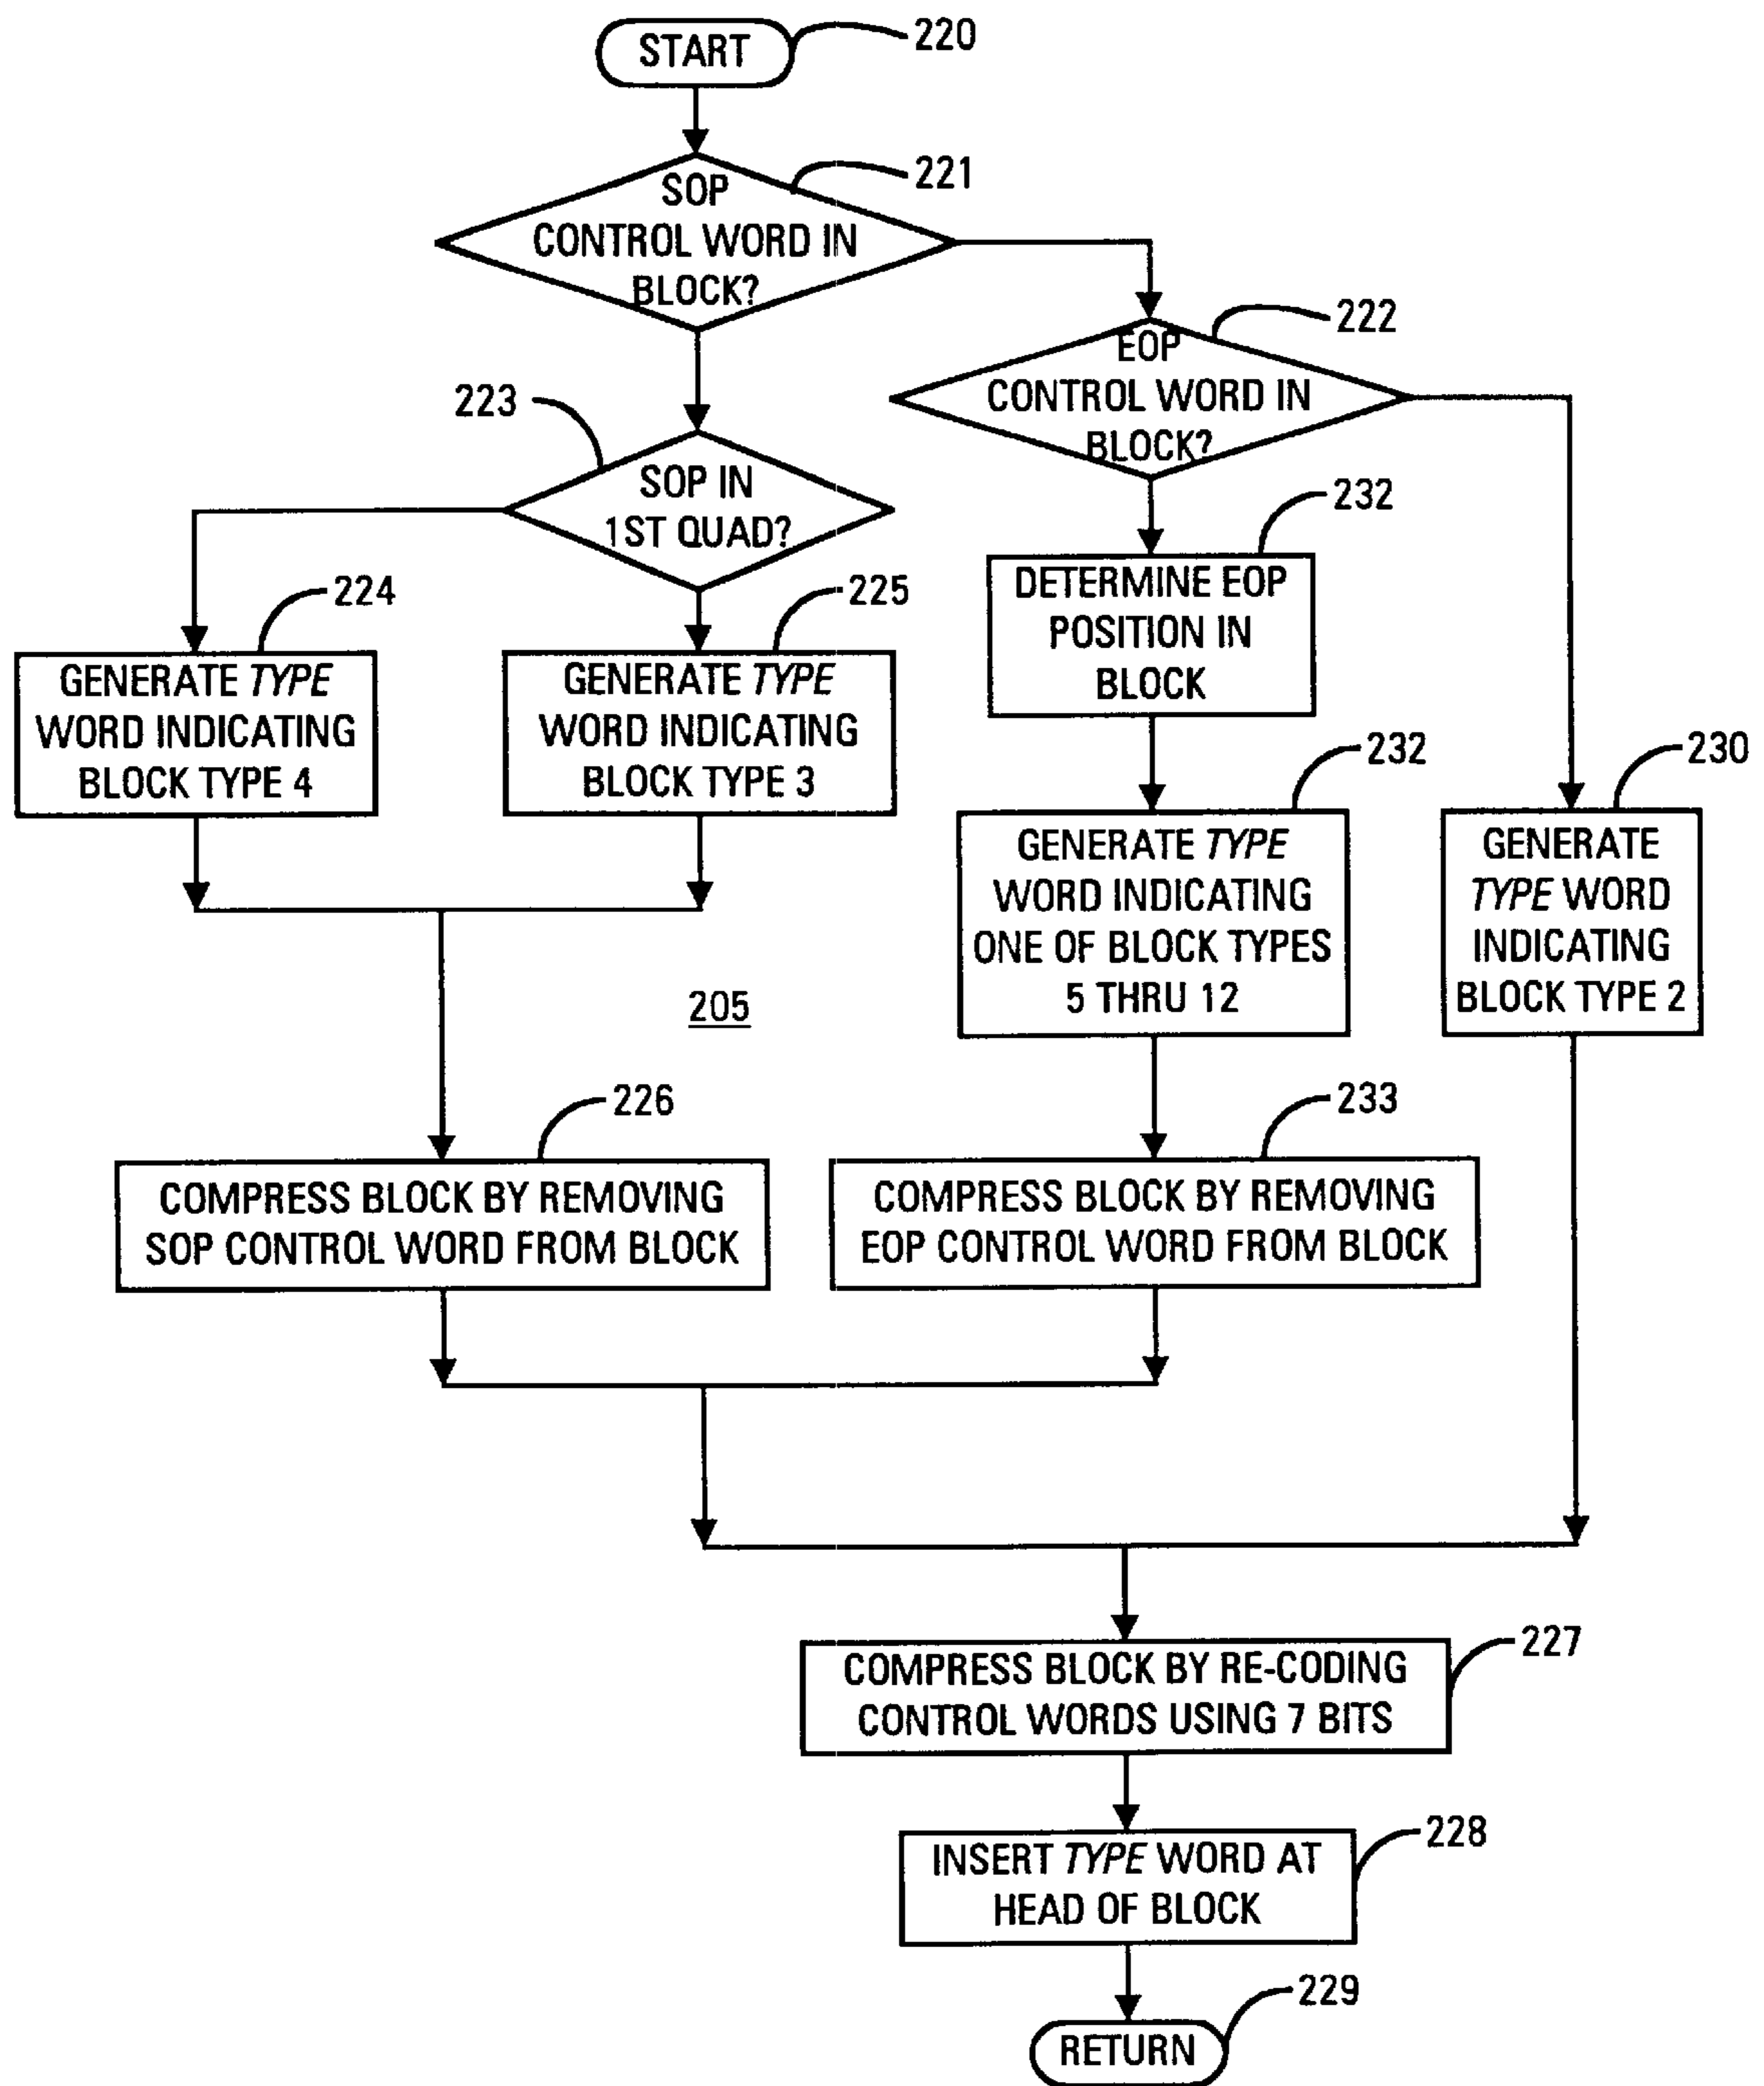 START
220
SOP
CONTROL WORD IN
BLOCK?
221
EOP
CONTROL WORD IN
BLOCK?
222
SOP IN
1ST QUAD?
223
DETERMINE EOP
POSITION IN
BLOCK
232
GENERATE TYPE
WORD INDICATING
BLOCK TYPE 4
224
GENERATE TYPE
WORD INDICATING
BLOCK TYPE 3
225
GENERATE TYPE
WORD INDICATING
ONE OF BLOCK TYPES
5 THRU 12
232
GENERATE
TYPE WORD
INDICATING
BLOCK TYPE 2
230
205
COMPRESS BLOCK BY REMOVING
SOP CONTROL WORD FROM BLOCK
226
COMPRESS BLOCK BY REMOVING
EOP CONTROL WORD FROM BLOCK
233
COMPRESS BLOCK BY RE-CODING
CONTROL WORDS USING 7 BITS
227
INSERT TYPE WORD AT
HEAD OF BLOCK
228
RETURN
229